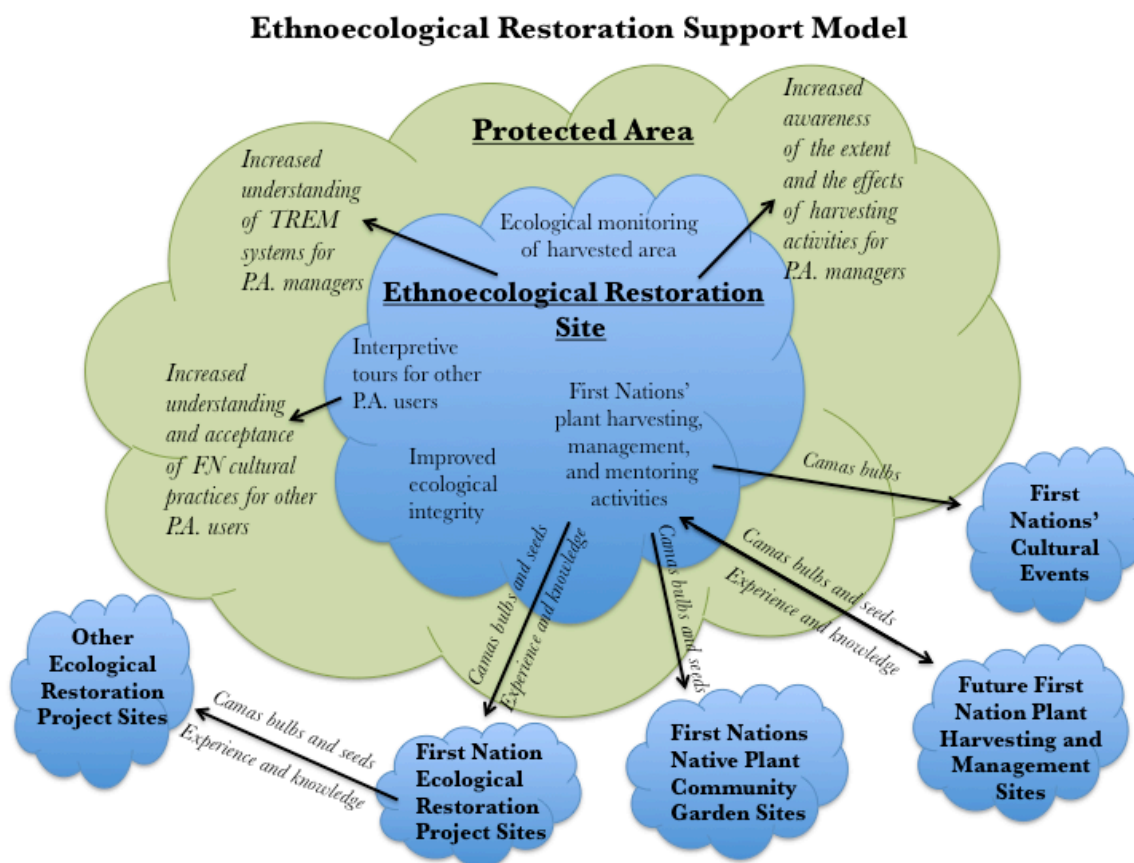 Ethnoecological Restoration Support Model
Protected Area
Increased
understanding
of TREM
systems for
P.A. managers
Increased
awareness
of the extent
and the effects
of harvesting
activities for
P.A. managers
Ecological monitoring
of harvested area
Ethnoecological Restoration
Site
Interpretive
tours for other
P.A. users
Increased
understanding
and acceptance
of FN cultural
practices for other
P.A. users
First Nations'
plant harvesting,
management,
and mentoring
activities
Improved
ecological
integrity
Camas bulbs
First
Nations'
Cultural
Events
Camas bulbs and seeds
Experience and knowledge
Camas bulbs and seeds
Camas bulbs and seeds
Experience and knowledge
Other
Ecological
Restoration
Project Sites
Camas bulbs and seeds
Experience and knowledge
First Nation
Ecological
Restoration
Project Sites
First Nations
Native Plant
Community
Garden Sites
Future First
Nation Plant
Harvesting and
Management
Sites